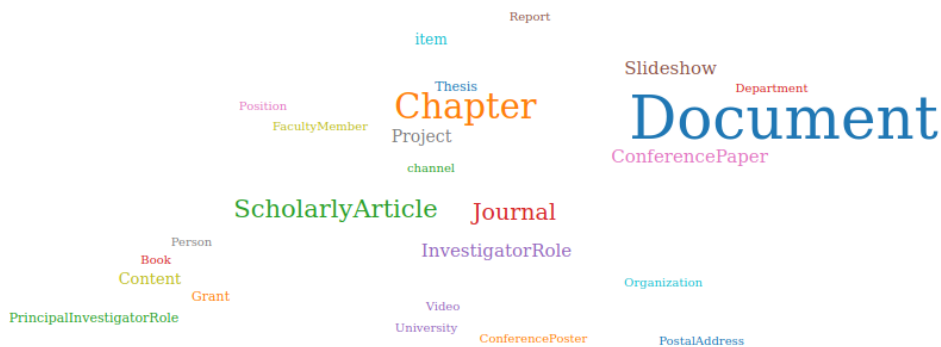 Report
item
Slideshow
Thesis
Department
Position
Chapter
Document
FacultyMember
Project
ConferencePaper
channel
ScholarlyArticle
Journal
Person
InvestigatorRole
Book
Content
Organization
Grant
Video
PrincipalInvestigatorRole
University
ConferencePoster
PostalAddress